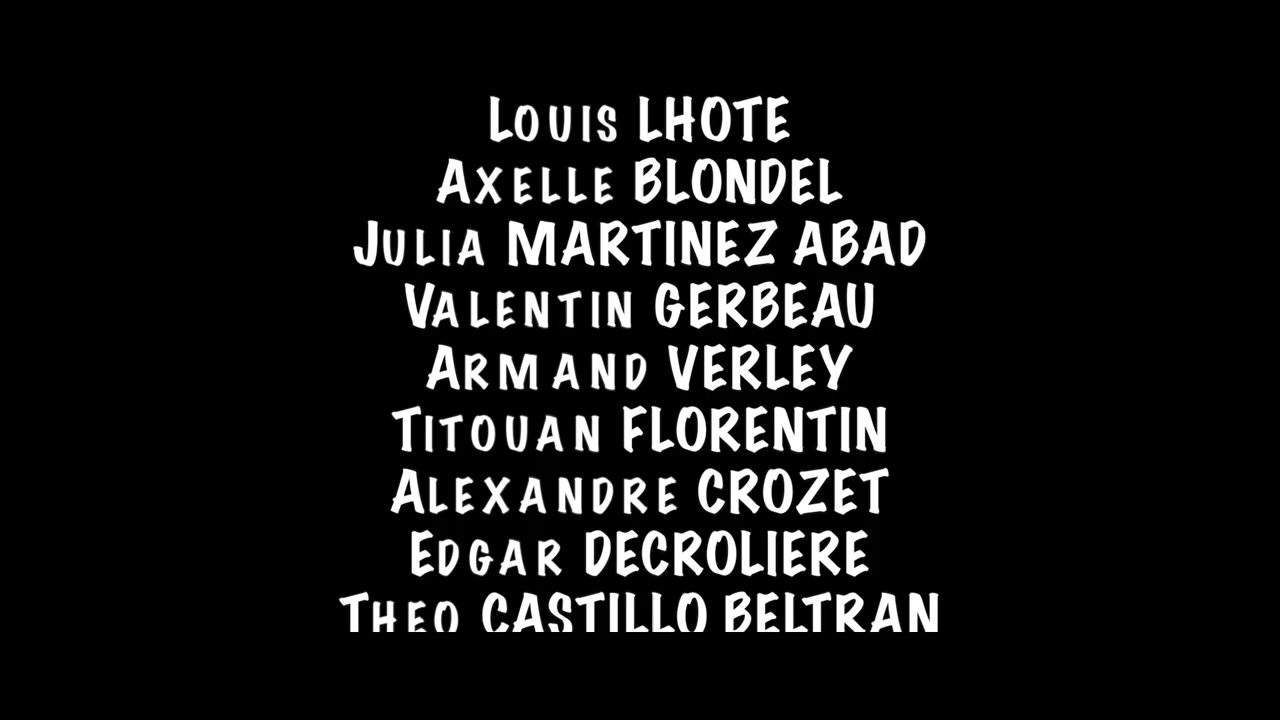 Louis LHOTE
Axelle BLONDEL
Julia MARTINEZ ABAD
Valentin GERBEAU
Armand VERLEY
Titouan FLORENTIN
Alexandre CROZET
Edgar DECROLIERE
Theo CASTILLO BELTRAN